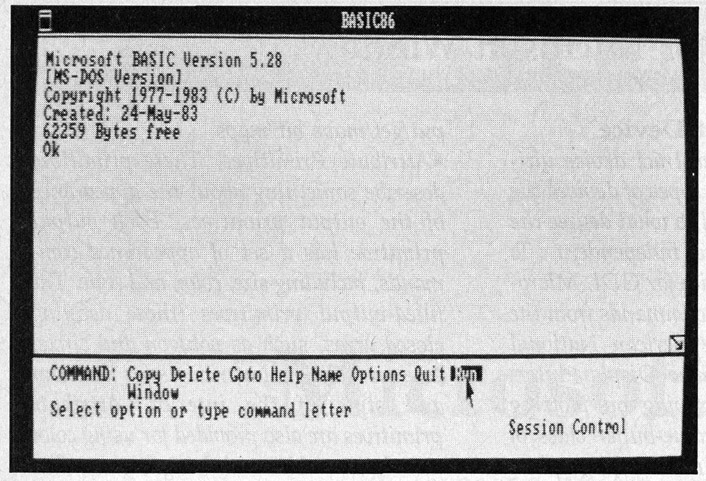 BASIC86
Microsoft BASIC Version 5.28
[MS-DOS Version]
Copyright 1977-1983 (C) by Microsoft
Created: 24-May-83
62259 Bytes free
Ok
COMMAND: Copy Delete Goto Help Name Options Quit Run
Window
Select option or type command letter
Session Control